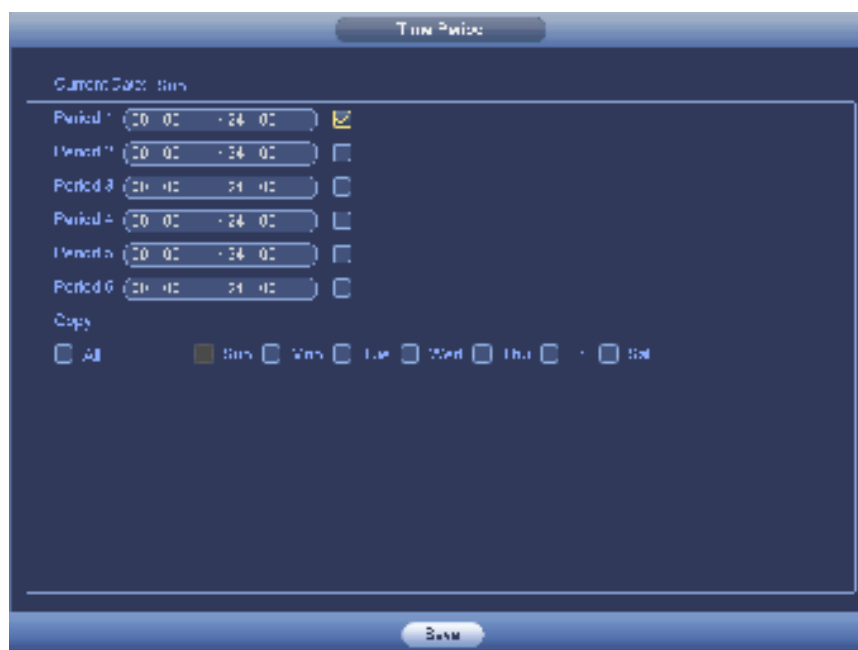 Time Period
Current Date: Sun
Period 1 00 : 00 - 24 : 00
Period 2 00 : 00 - 24 : 00
Period 3 00 : 00 - 24 : 00
Period 4 00 : 00 - 24 : 00
Period 5 00 : 00 - 24 : 00
Period 6 00 : 00 - 24 : 00
Copy
All Sun Mon Tue Wed Thu Sat
Save